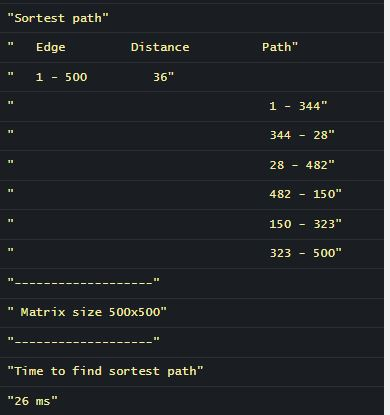 "Sortest path"
"   Edge         Distance          Path"
"   1 - 500         36"
"                                   1 - 344"
"                                   344 - 28"
"                                   28 - 482"
"                                   482 - 150"
"                                   150 - 323"
"                                   323 - 500"
"-------------------"
" Matrix size 500x500"
"-------------------"
"Time to find sortest path"
"26 ms"